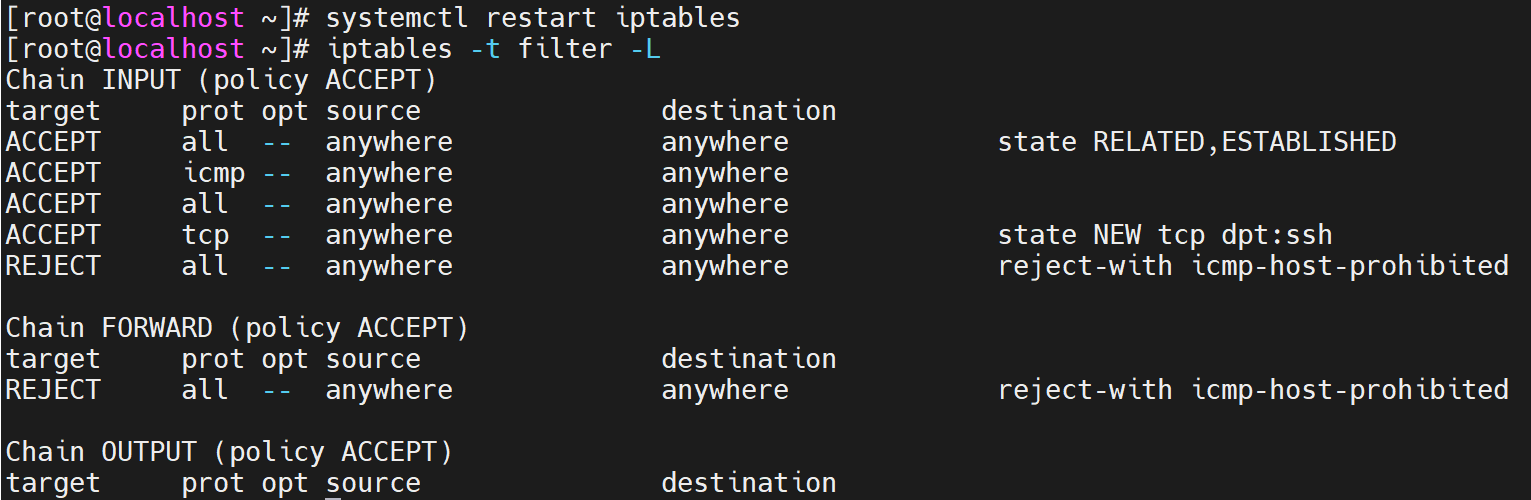 [root@localhost ~]# systemctl restart iptables
[root@localhost ~]# iptables -t filter -L
Chain INPUT (policy ACCEPT)
target     prot opt source               destination
ACCEPT     all  --  anywhere             anywhere             state RELATED,ESTABLISHED
ACCEPT     icmp --  anywhere             anywhere
ACCEPT     all  --  anywhere             anywhere
ACCEPT     tcp  --  anywhere             anywhere             state NEW tcp dpt:ssh
REJECT     all  --  anywhere             anywhere             reject-with icmp-host-prohibited

Chain FORWARD (policy ACCEPT)
target     prot opt source               destination
REJECT     all  --  anywhere             anywhere             reject-with icmp-host-prohibited

Chain OUTPUT (policy ACCEPT)
target     prot opt source               destination